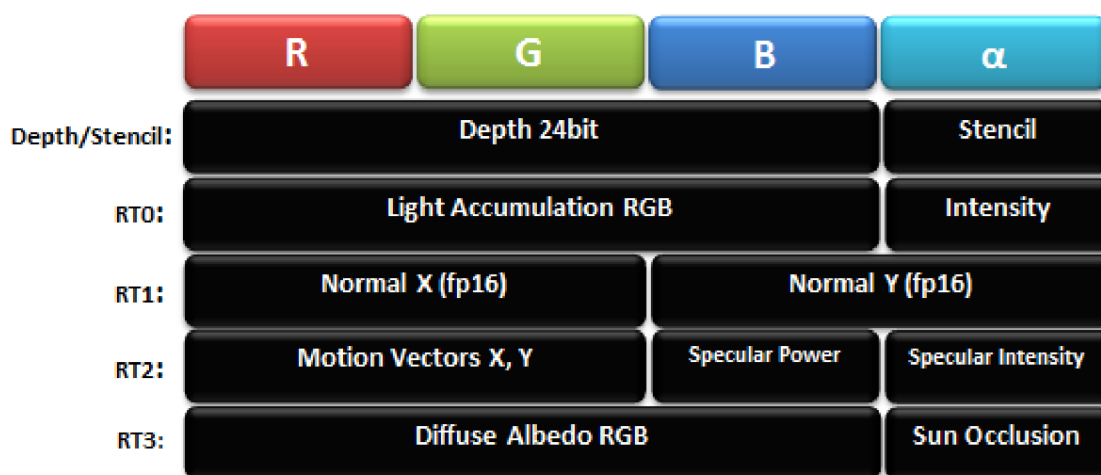 R G B α
Depth/Stencil: Depth 24bit Stencil
RT0: Light Accumulation RGB Intensity
RT1: Normal X (fp16) Normal Y (fp16)
RT2: Motion Vectors X, Y Specular Power Specular Intensity
RT3: Diffuse Albedo RGB Sun Occlusion